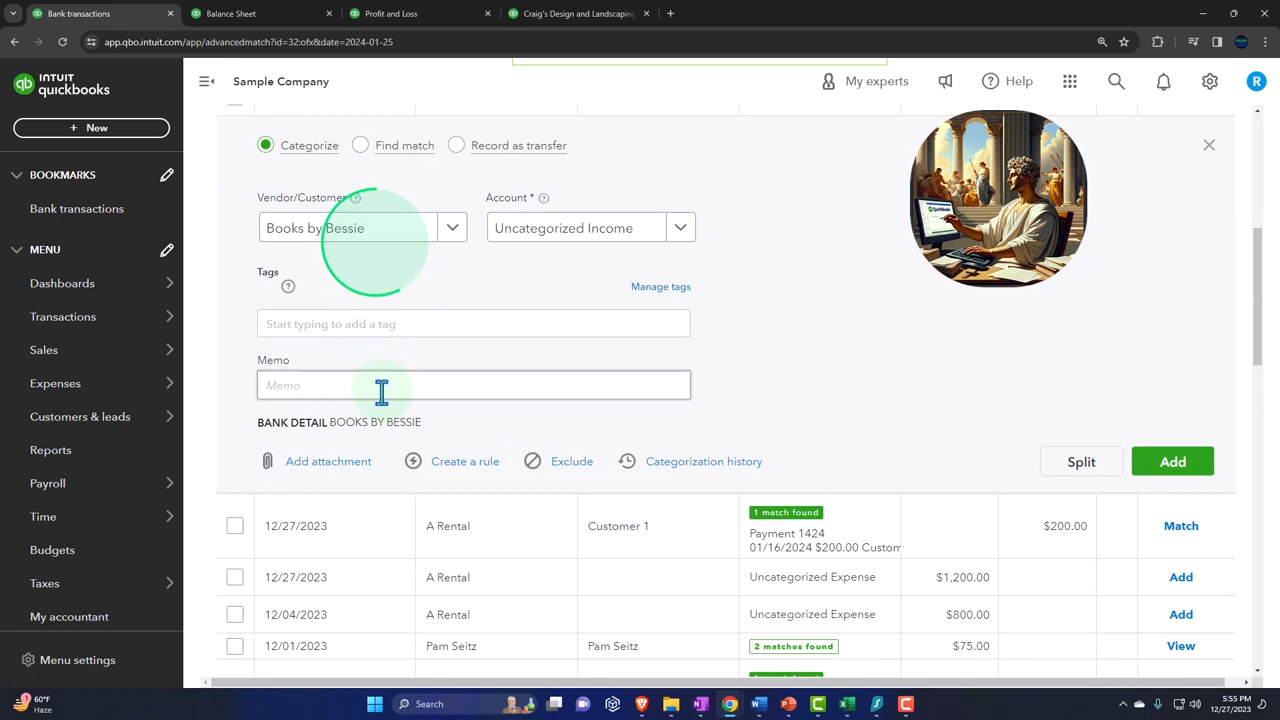 Bank transactions
Balance Sheet
Profit and Loss
Craig's Design and Landscaping
app.qbo.intuit.com/app/advancedmatch?id=32:ofx&date=2024-01-25
INTUIT quickbooks
Sample Company
My experts
Help
R
+ New
BOOKMARKS
Bank transactions
MENU
Dashboards
Transactions
Sales
Expenses
Customers & leads
Reports
Payroll
Time
Budgets
Taxes
My accountant
Menu settings
Categorize Find match Record as transfer
Vendor/Customer Account *
Books by Bessie Uncategorized Income
Tags
Manage tags
Start typing to add a tag
Memo
Memo
BANK DETAIL BOOKS BY BESSIE
Add attachment Create a rule Exclude Categorization history Split Add
QuickBooks
1 match found
12/27/2023 A Rental Customer 1 Payment 1424 $200.00 Match
01/16/2024 $200.00 Custom
12/27/2023 A Rental Uncategorized Expense $1,200.00 Add
12/04/2023 A Rental Uncategorized Expense $800.00 Add
12/01/2023 Pam Seitz Pam Seitz 2 matches found $75.00 View
1
60°F
Haze
Search
5:55 PM
12/27/2023